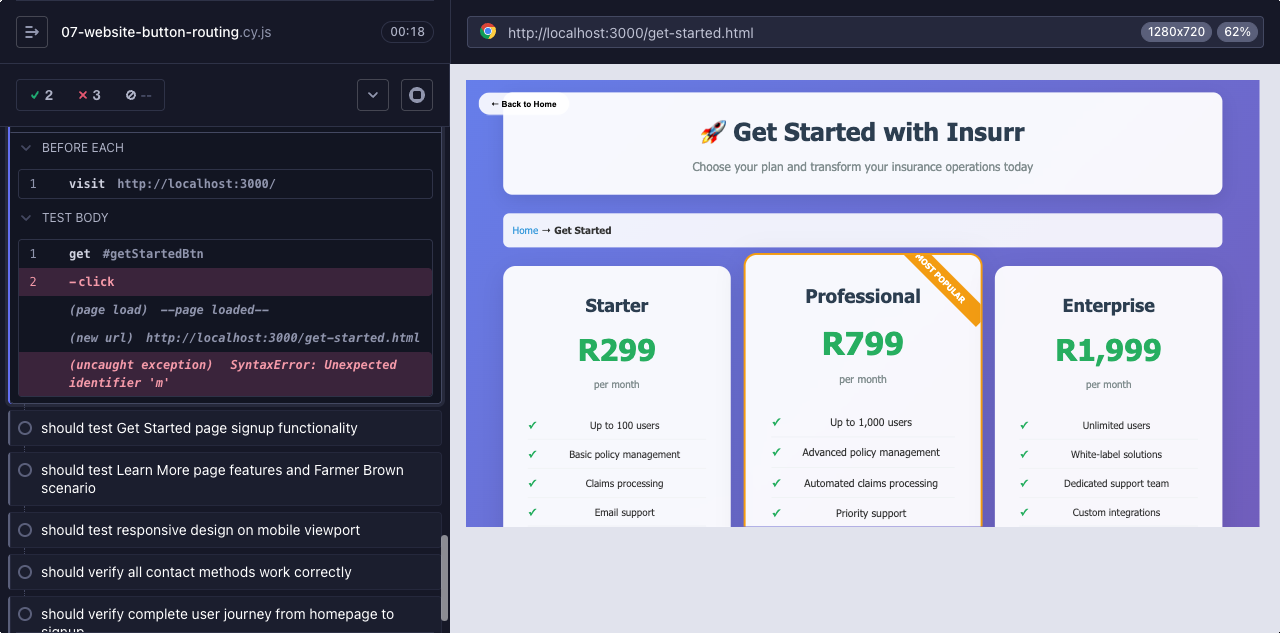 07-website-button-routing.cy.js
00:18
2
3
--
BEFORE EACH
1 visit http://localhost:3000/
TEST BODY
1 get #getStartedBtn
2 -click
(page load) --page loaded--
(new url) http://localhost:3000/get-started.html
(uncaught exception) SyntaxError: Unexpected
identifier 'm'
should test Get Started page signup functionality
should test Learn More page features and Farmer Brown
scenario
should test responsive design on mobile viewport
should verify all contact methods work correctly
should verify complete user journey from homepage to
signup
http://localhost:3000/get-started.html
1280x720
62%
← Back to Home
🚀 Get Started with Insurr
Choose your plan and transform your insurance operations today
Home → Get Started
Starter
R299
per month
✓ Up to 100 users
✓ Basic policy management
✓ Claims processing
✓ Email support
MOST POPULAR
Professional
R799
per month
✓ Up to 1,000 users
✓ Advanced policy management
✓ Automated claims processing
✓ Priority support
Enterprise
R1,999
per month
✓ Unlimited users
✓ White-label solutions
✓ Dedicated support team
✓ Custom integrations